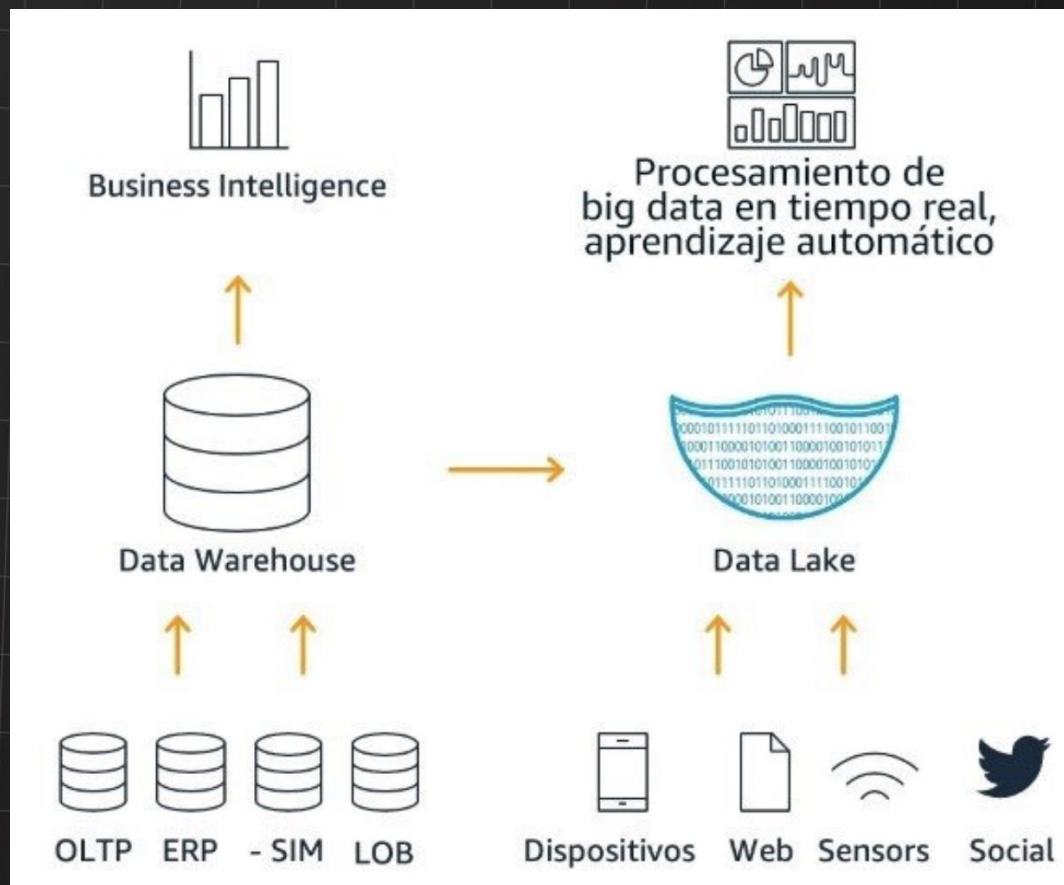 Business Intelligence
Procesamiento de
big data en tiempo real,
aprendizaje automático
Data Warehouse
Data Lake
OLTP
ERP
- SIM
LOB
Dispositivos
Web
Sensors
Social